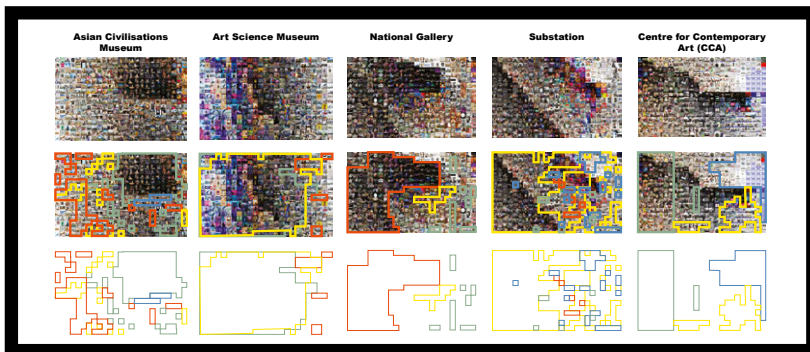 Asian Civilisations
Museum
Art Science Museum
National Gallery
Substation
Centre for Contemporary
Art (CCA)